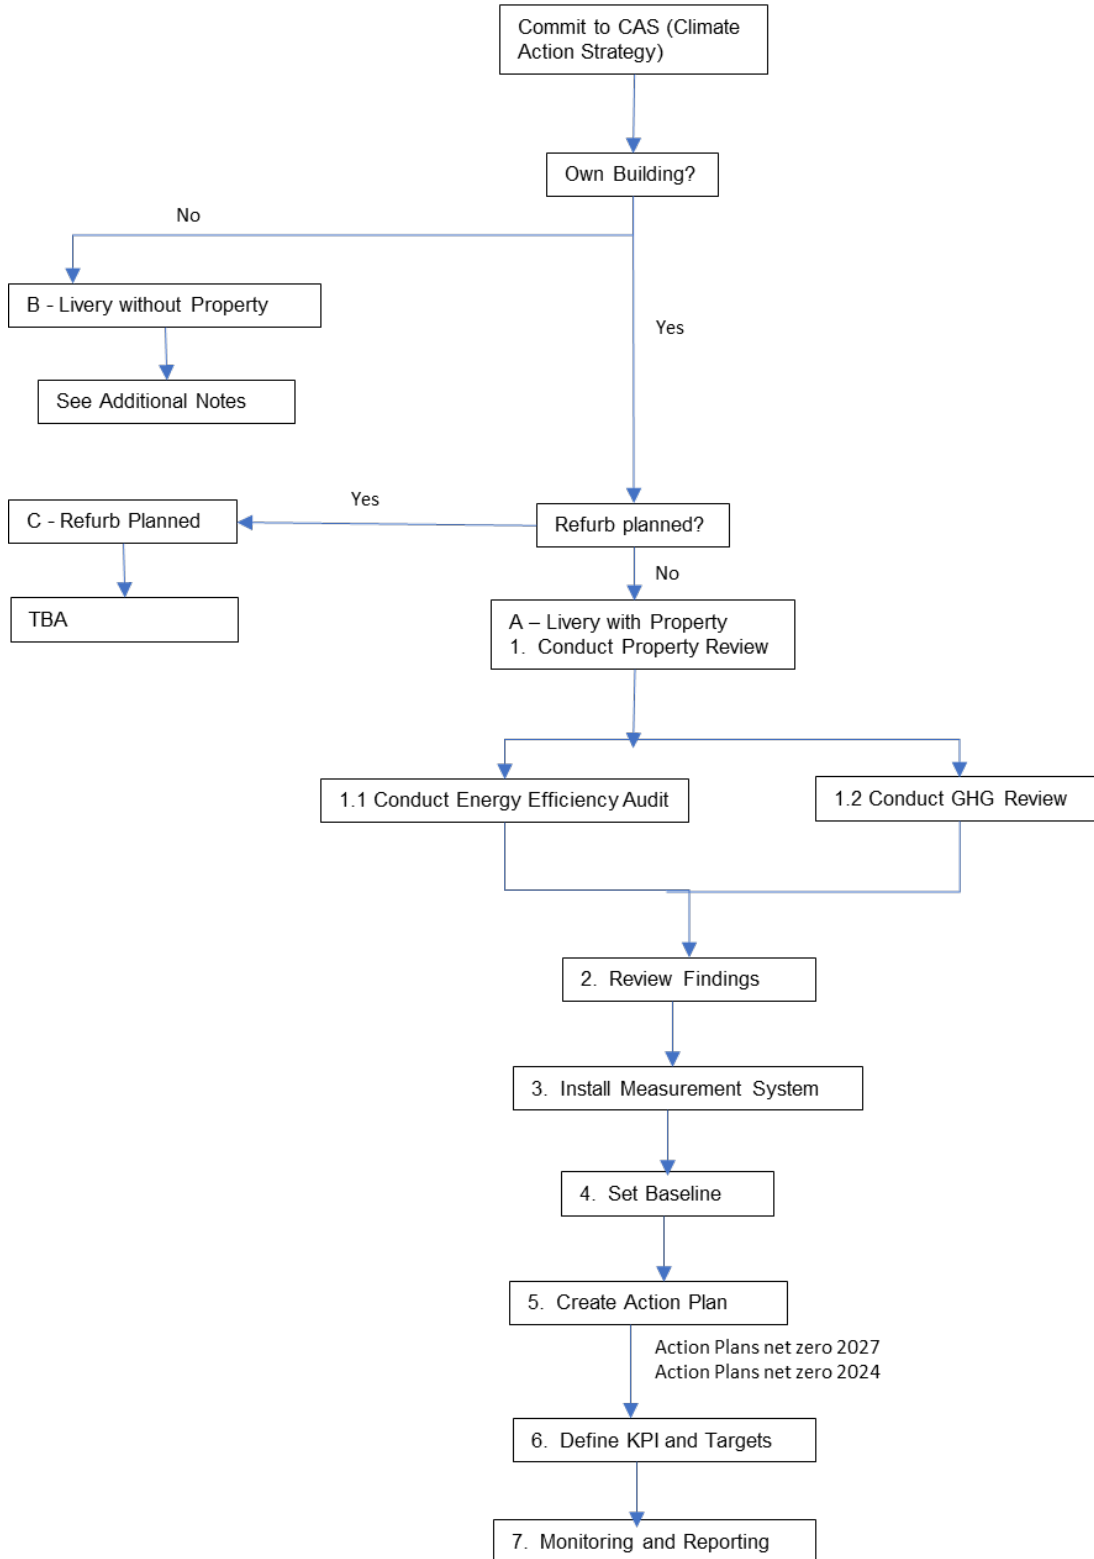 Commit to CAS (Climate
Action Strategy)
Own Building?
No
B - Livery without Property
Yes
See Additional Notes
Yes
C - Refurb Planned
Refurb planned?
No
TBA
A – Livery with Property
1. Conduct Property Review
1.1 Conduct Energy Efficiency Audit
1.2 Conduct GHG Review
2. Review Findings
3. Install Measurement System
4. Set Baseline
5. Create Action Plan
Action Plans net zero 2027
Action Plans net zero 2024
6. Define KPI and Targets
7. Monitoring and Reporting